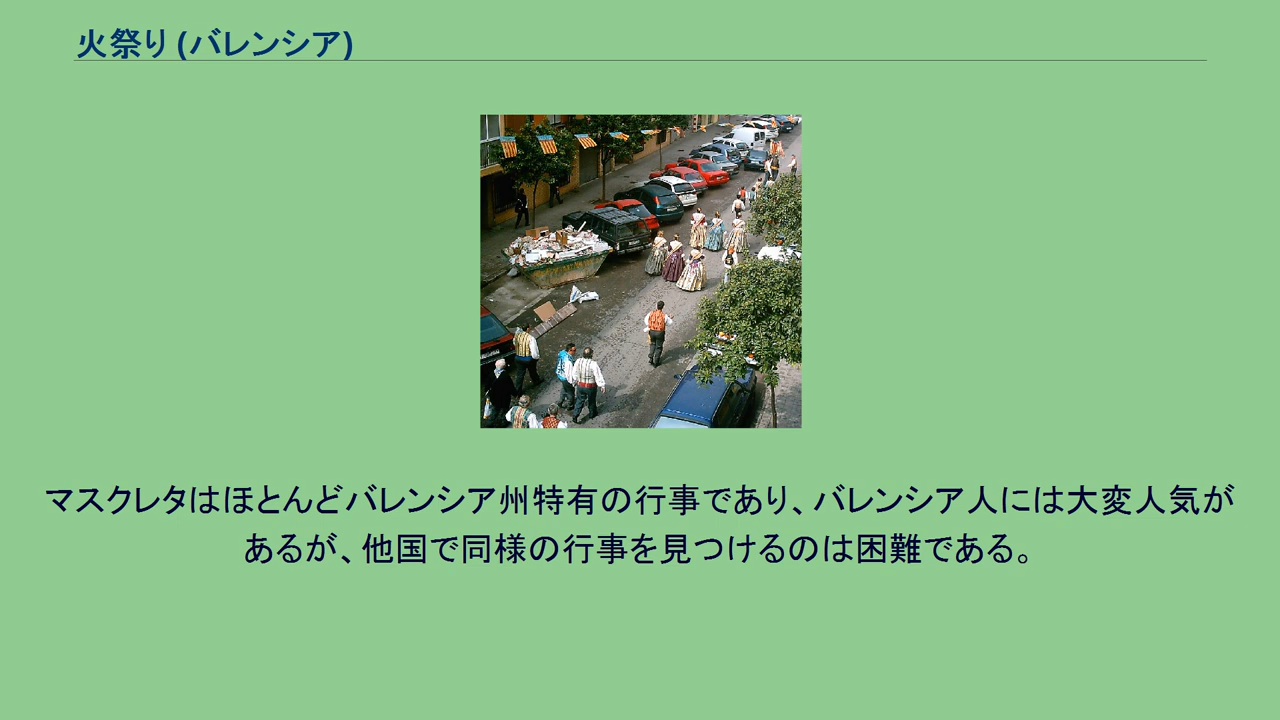 火祭り (バレンシア)
マスクレタはほとんどバレンシア州特有の行事であり、バレンシア人には大変人気が
あるが、他国で同様の行事を見つけるのは困難である。